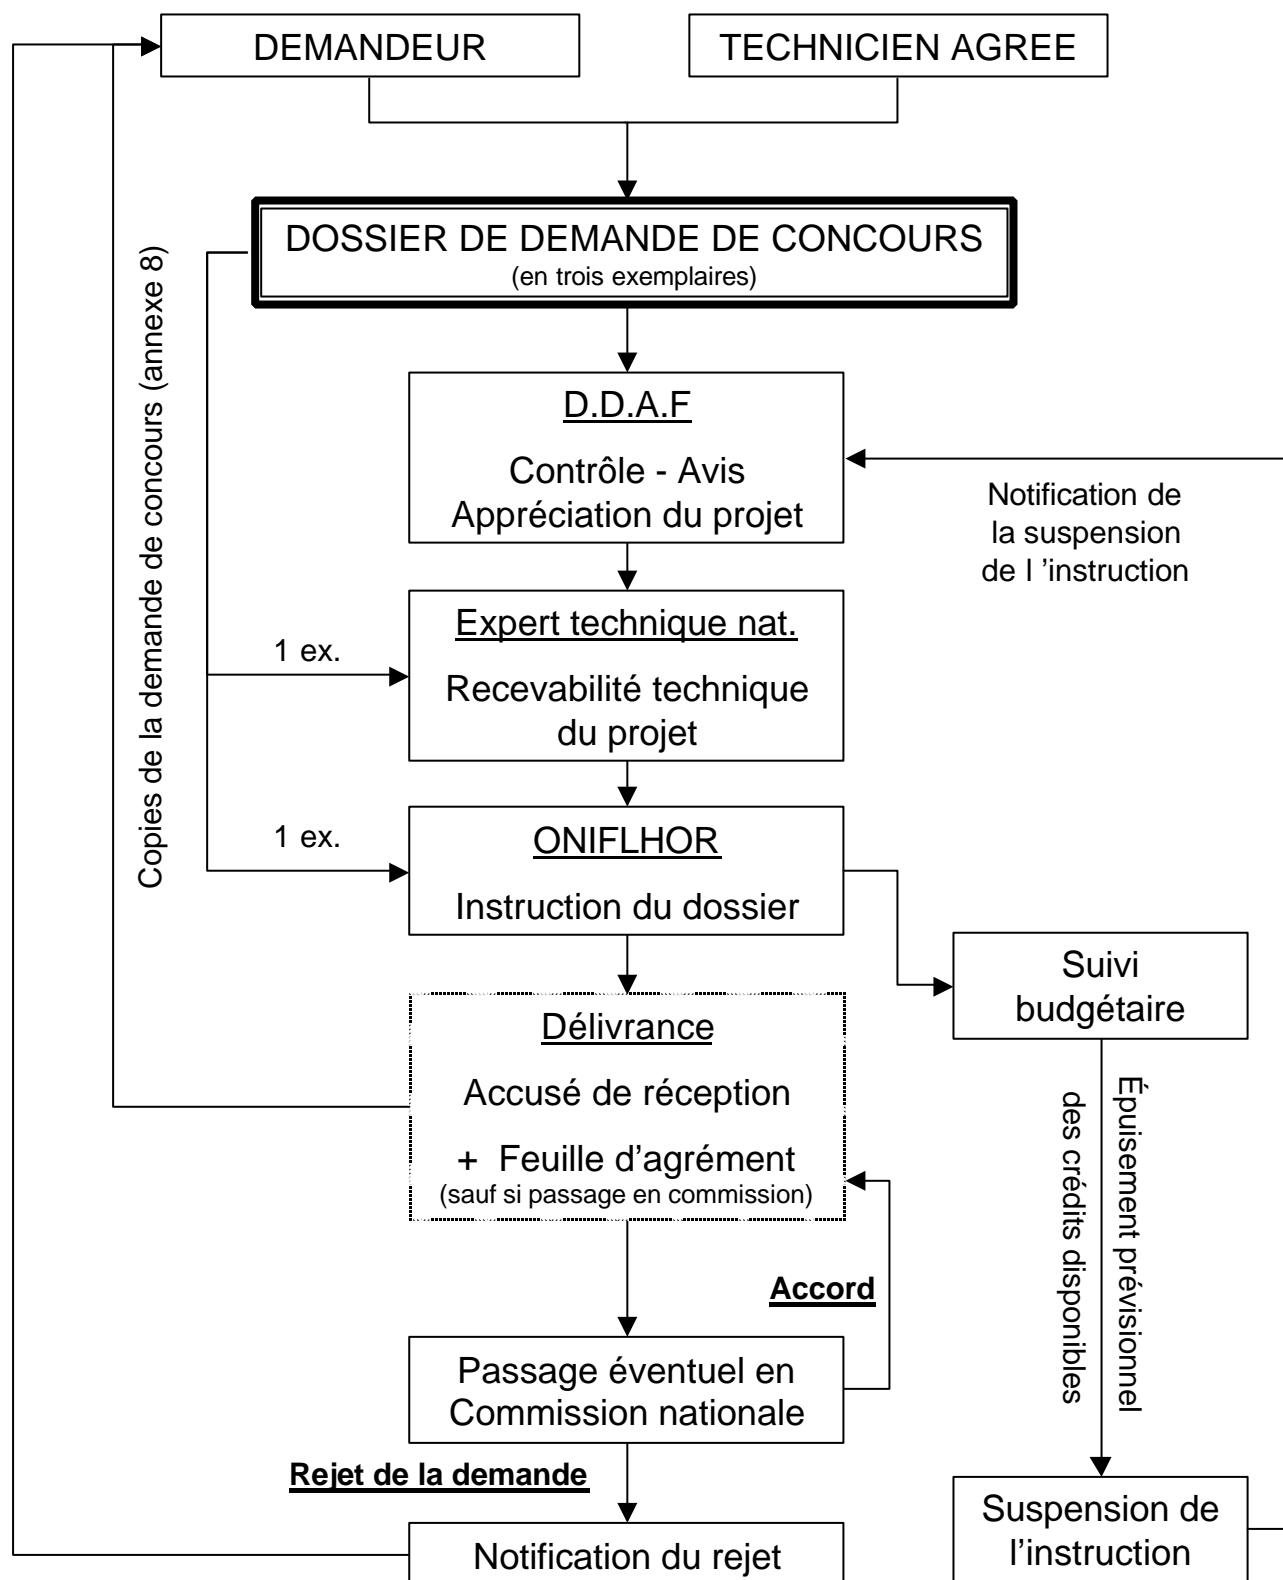 DEMANDEUR
TECHNICIEN AGREE
DOSSIER DE DEMANDE DE CONCOURS
(en trois exemplaires)
Copies de la demande de concours (annexe 8)
D.D.A.F
Contrôle - Avis
Appréciation du projet
Notification de
la suspension
de l ’instruction
1 ex.
Expert technique nat.
Recevabilité technique
du projet
1 ex.
ONIFLHOR
Instruction du dossier
Suivi
budgétaire
Délivrance
Accusé de réception
+ Feuille d’agrément
(sauf si passage en commission)
Épuisement prévisionnel
des crédits disponibles
Accord
Passage éventuel en
Commission nationale
Rejet de la demande
Notification du rejet
Suspension de
l’instruction